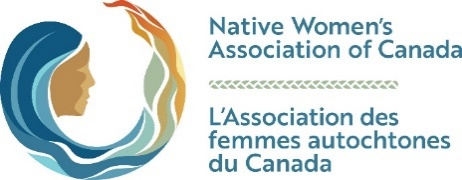 Native Women's
Association of Canada
L'Association des
femmes autochtones
du Canada